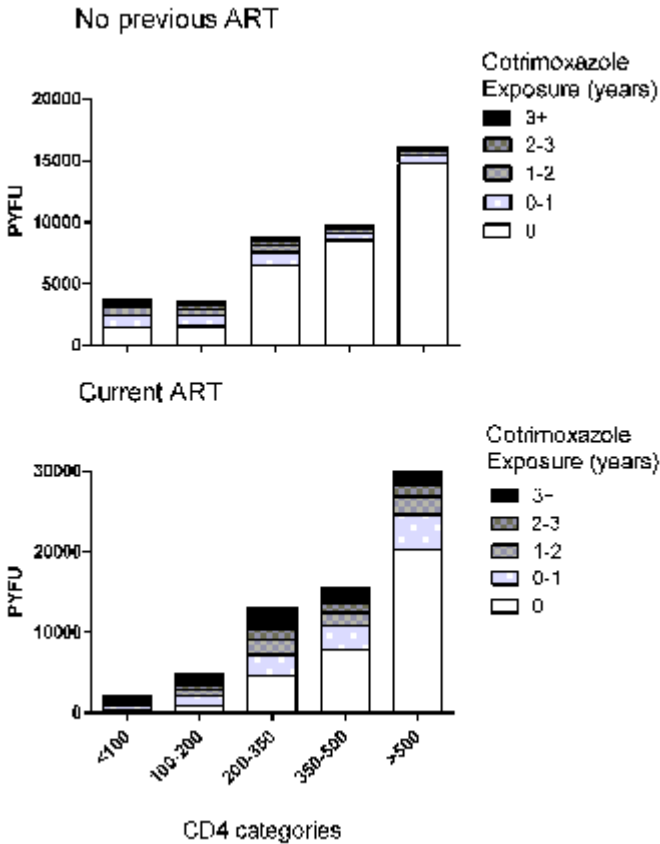 No previous ART
Cotrimoxazole
Exposure (years)
3+
2-3
1-2
0-1
0
20000
15000
10000
5000
0
PYFU
Current ART
Cotrimoxazole
Exposure (years)
3+
2-3
1-2
0-1
0
30000
20000
10000
0
PYFU
<100
100-200
200-350
350-500
>500
CD4 categories